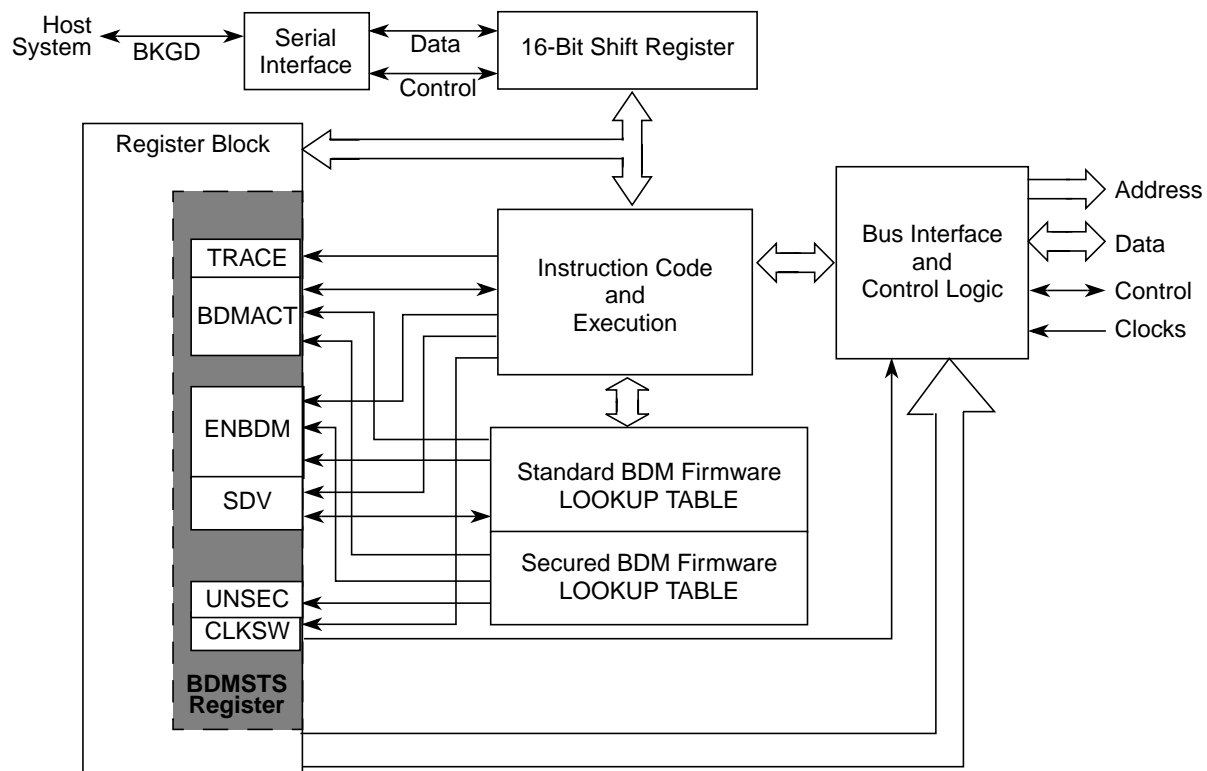 Host
System
BKGD
Serial
Interface
Data
Control
16-Bit Shift Register
Register Block
TRACE
BDMACT
ENBDM
SDV
UNSEC
CLKSW
BDMSTS
Register
Instruction Code
and
Execution
Standard BDM Firmware
LOOKUP TABLE
Secured BDM Firmware
LOOKUP TABLE
Bus Interface
and
Control Logic
Address
Data
Control
Clocks